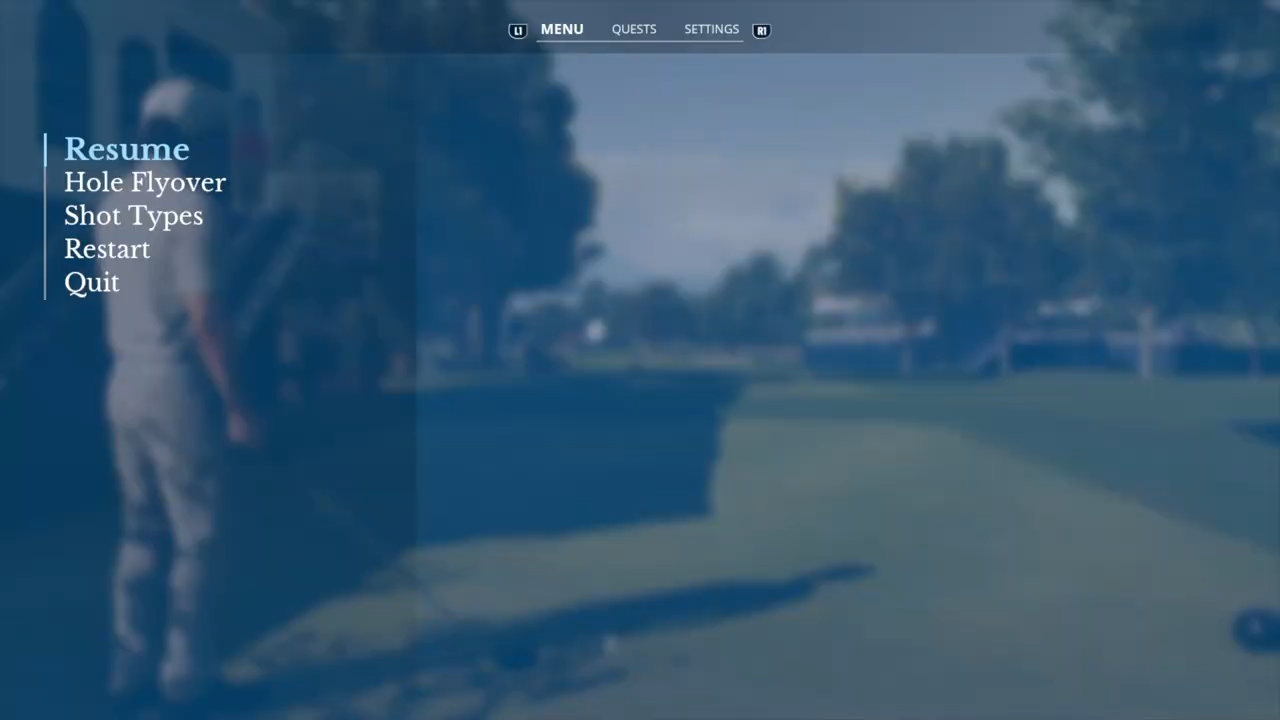 L1 MENU QUESTS SETTINGS R1
Resume
Hole Flyover
Shot Types
Restart
Quit